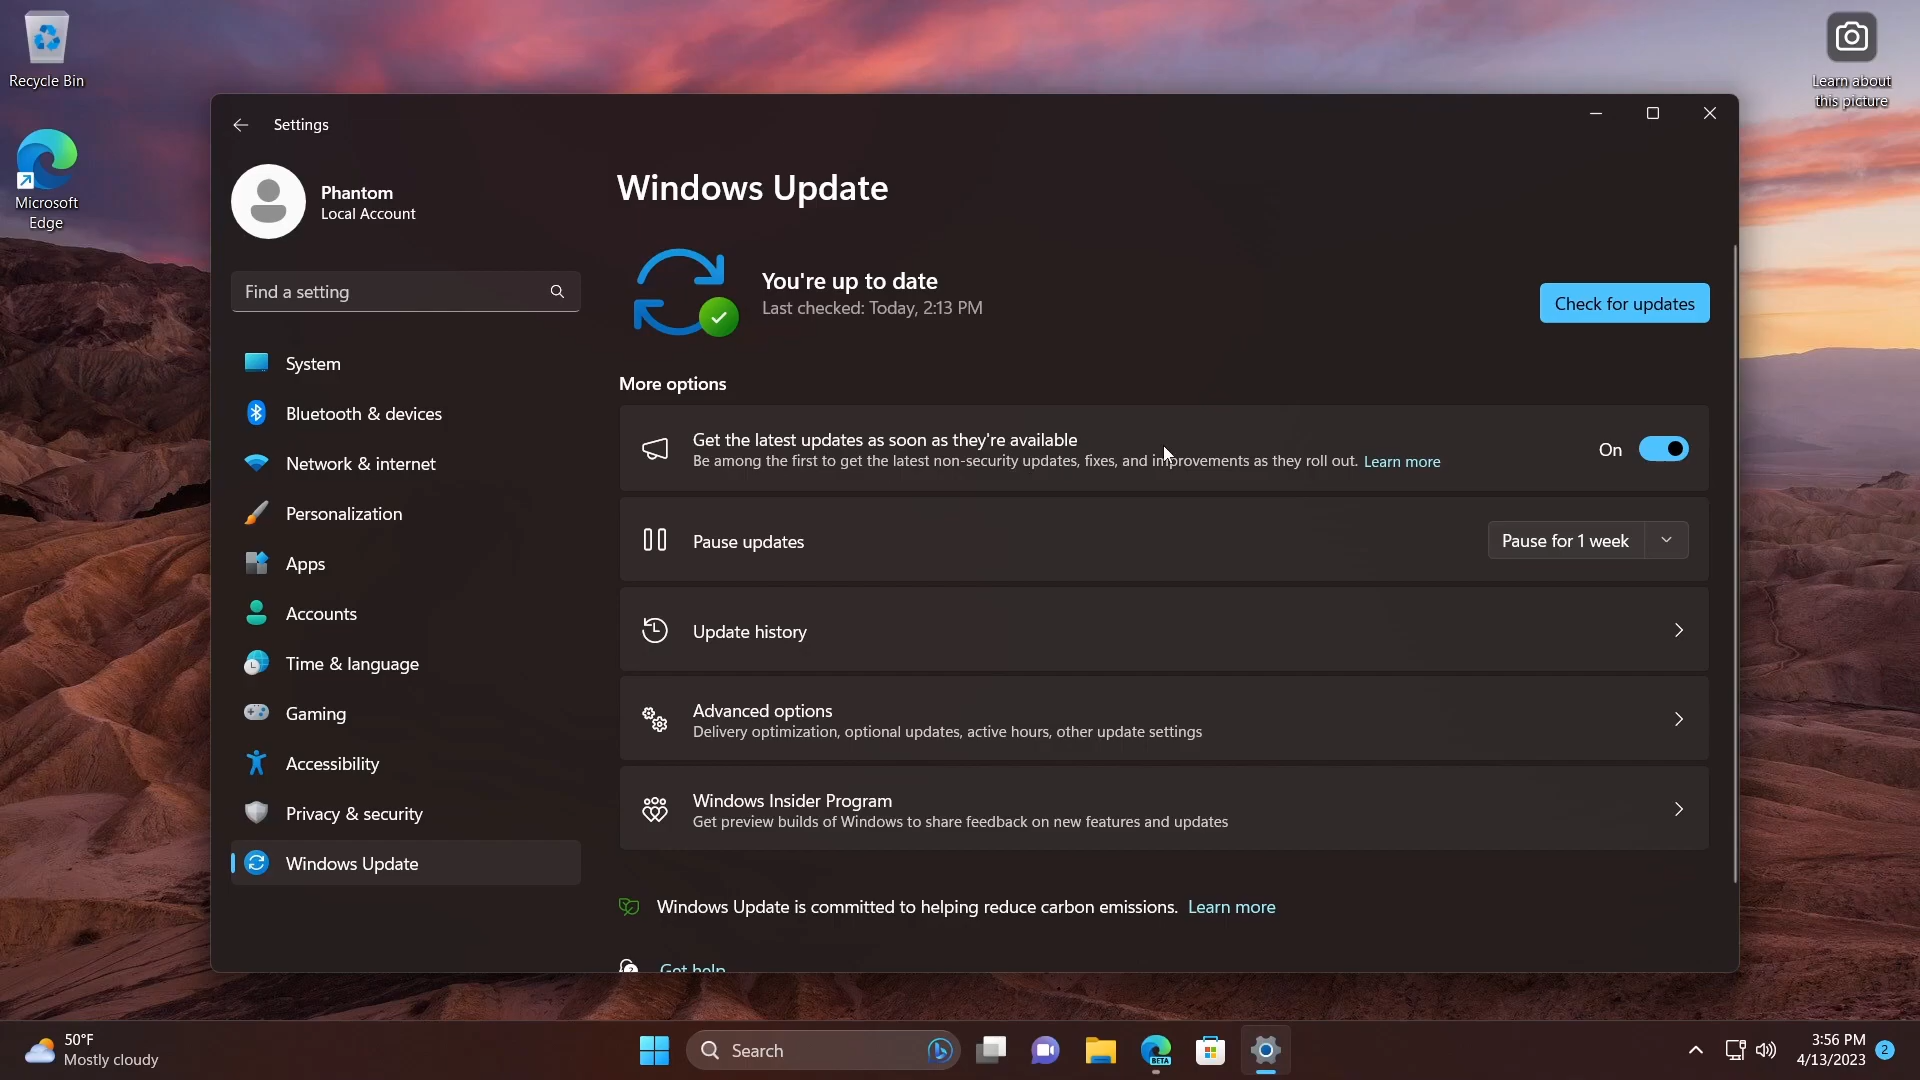 Recycle Bin
Microsoft
Edge
Learn about
this picture
Settings
Phantom
Local Account
Find a setting
System
Bluetooth & devices
Network & internet
Personalization
Apps
Accounts
Time & language
Gaming
Accessibility
Privacy & security
Windows Update
Windows Update
You're up to date
Last checked: Today, 2:13 PM
Check for updates
More options
Get the latest updates as soon as they're available
Be among the first to get the latest non-security updates, fixes, and improvements as they roll out. Learn more
On
Pause updates
Pause for 1 week
Update history
Advanced options
Delivery optimization, optional updates, active hours, other update settings
Windows Insider Program
Get preview builds of Windows to share feedback on new features and updates
Windows Update is committed to helping reduce carbon emissions. Learn more
Get help
50°F
Mostly cloudy
Search
BETA
3:56 PM
4/13/2023
2